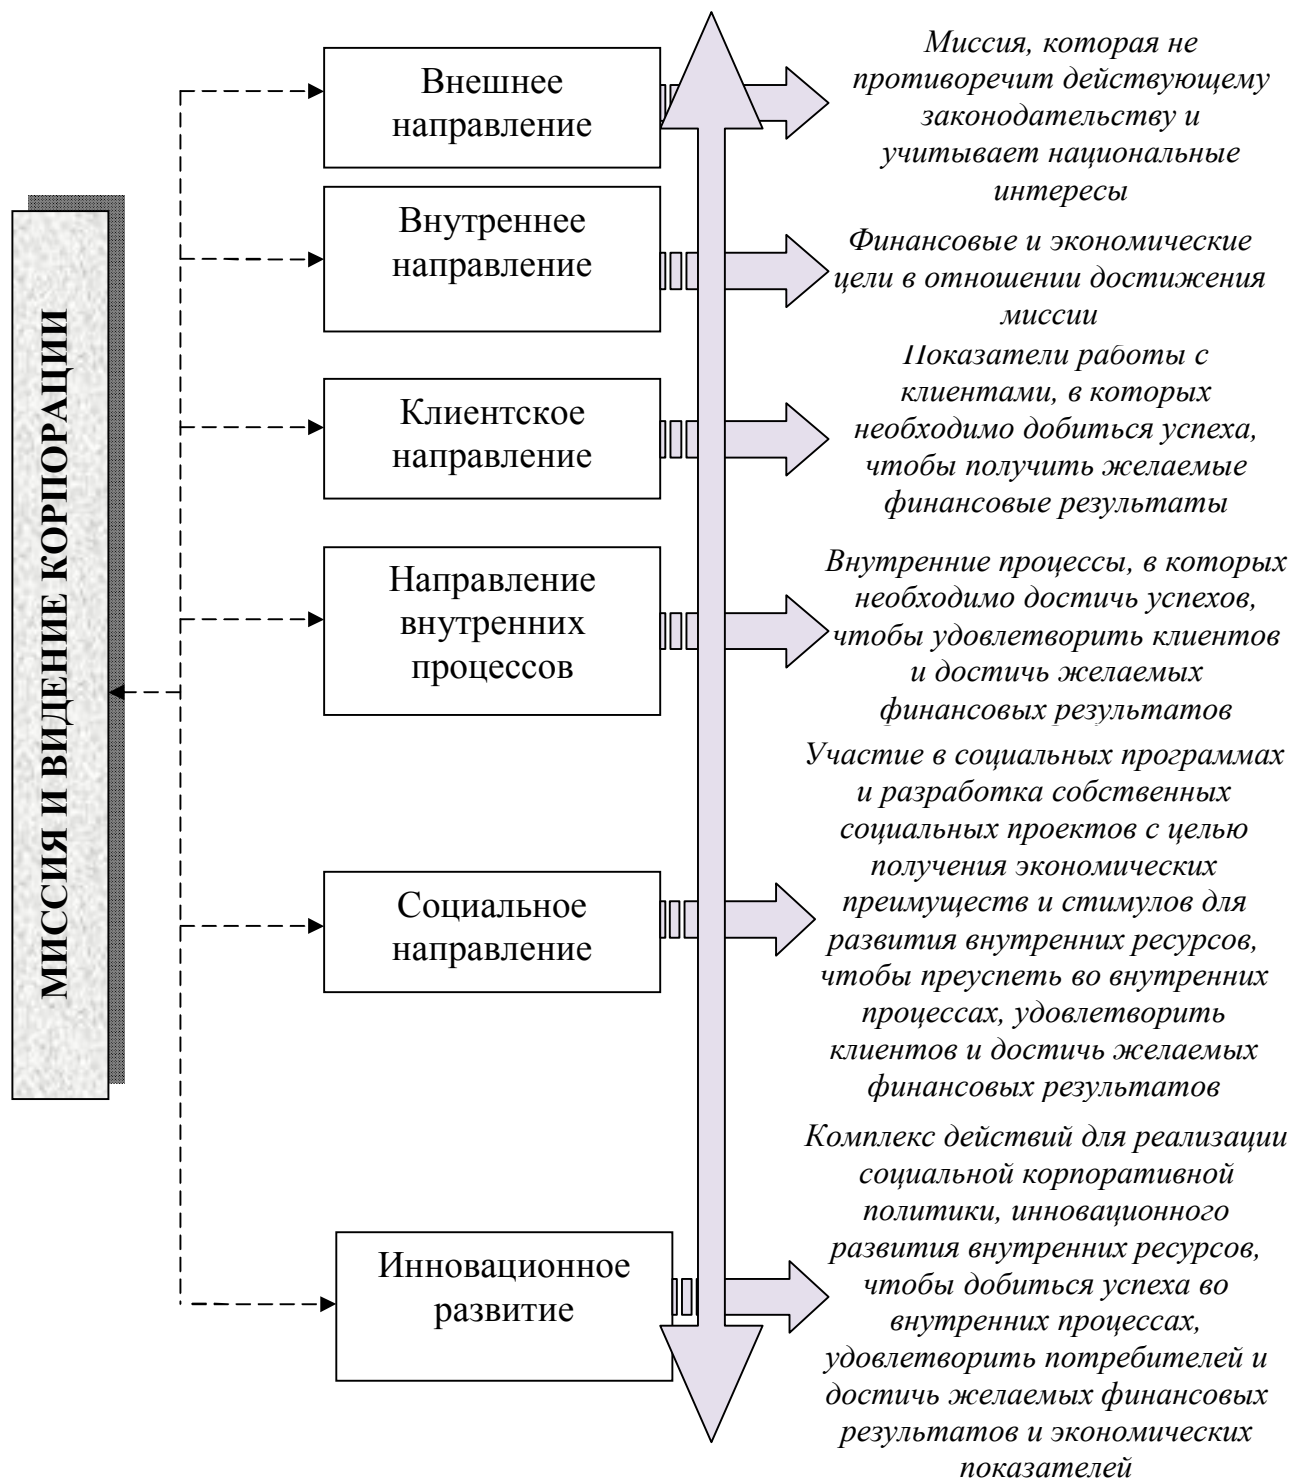 МИССИЯ И ВИДЕНИЕ КОРПОРАЦИИ
Внешнее
направление
Миссия, которая не
противоречит действующему
законодательству и
учитывает национальные
интересы
Внутреннее
направление
Финансовые и экономические
цели в отношении достижения
миссии
Клиентское
направление
Показатели работы с
клиентами, в которых
необходимо добиться успеха,
чтобы получить желаемые
финансовые результаты
Направление
внутренних
процессов
Внутренние процессы, в которых
необходимо достичь успехов,
чтобы удовлетворить клиентов
и достичь желаемых
финансовых результатов
Социальное
направление
Участие в социальных программах
и разработка собственных
социальных проектов с целью
получения экономических
преимуществ и стимулов для
развития внутренних ресурсов,
чтобы преуспеть во внутренних
процессах, удовлетворить
клиентов и достичь желаемых
финансовых результатов
Инновационное
развитие
Комплекс действий для реализации
социальной корпоративной
политики, инновационного
развития внутренних ресурсов,
чтобы добиться успеха во
внутренних процессах,
удовлетворить потребителей и
достичь желаемых финансовых
результатов и экономических
показателей